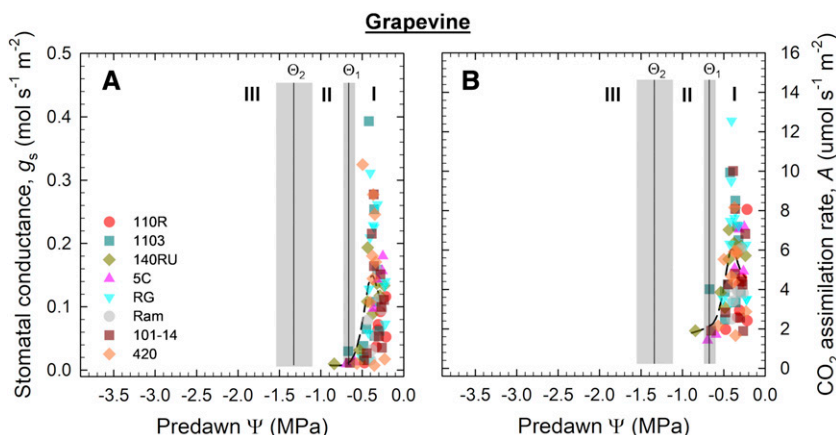 Grapevine
A
B
Θ₂ Θ₁
Θ₂ Θ₁
III II I
III II I
Stomatal conductance, gₛ (mol s⁻¹ m⁻²)
0.5
0.4
0.3
0.2
0.1
0.0
110R
1103
140RU
5C
RG
Ram
101-14
420
CO₂ assimillation rate, A (umol s⁻¹ m⁻²)
16
14
12
10
8
6
4
2
0
-3.5 -3.0 -2.5 -2.0 -1.5 -1.0 -0.5 0.0
-3.5 -3.0 -2.5 -2.0 -1.5 -1.0 -0.5 0.0
Predawn Ψ (MPa)
Predawn Ψ (MPa)